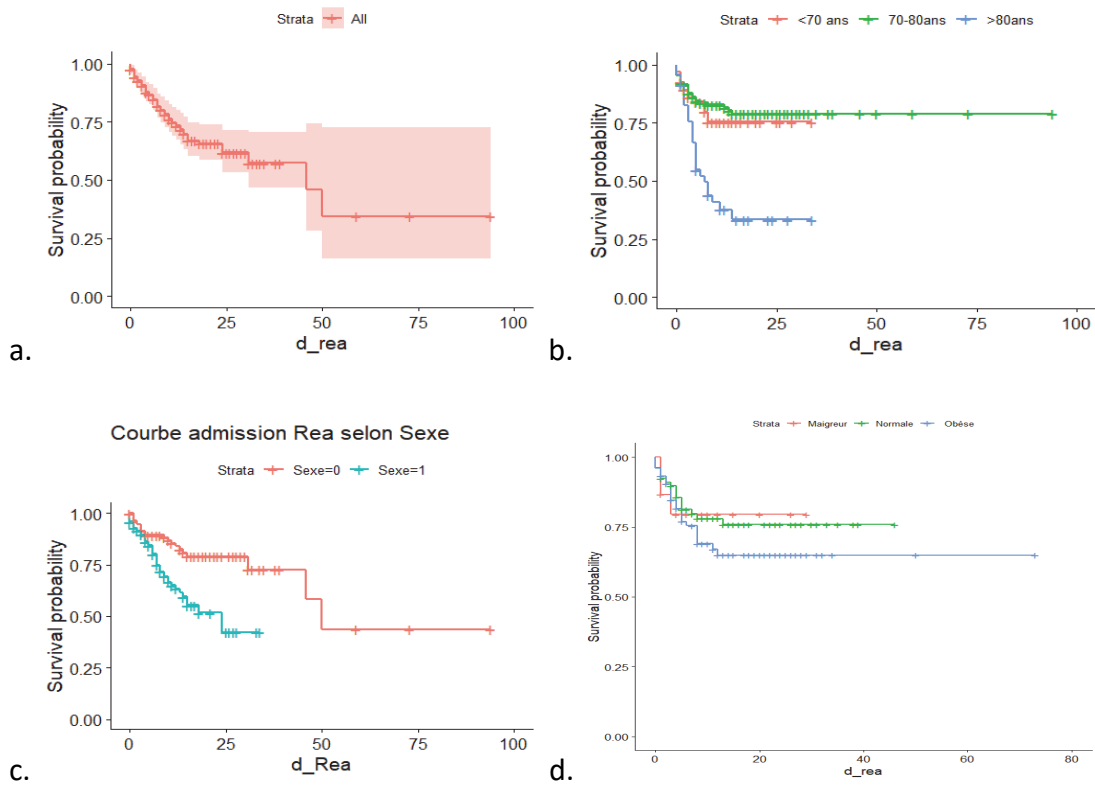 Strata All
Survival probability
1.00
0.75
0.50
0.25
0.00
0 25 50 75 100
d_rea
a.
Strata <70 ans 70-80ans >80ans
Survival probability
1.00
0.75
0.50
0.25
0.00
0 25 50 75 100
d_rea
b.
Courbe admission Rea selon Sexe
Strata Sexe=0 Sexe=1
Survival probability
1.00
0.75
0.50
0.25
0.00
0 25 50 75 100
d_Rea
c.
Strata Maigreur Normale Obèse
Survival probability
1.00
0.75
0.50
0.25
0.00
0 20 40 60 80
d_rea
d.